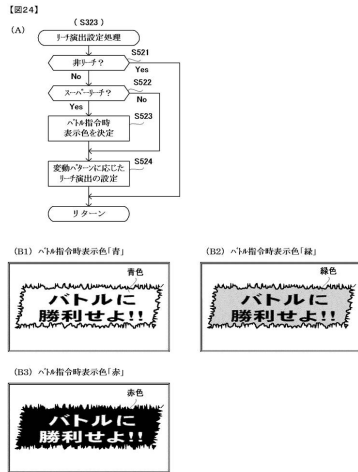 【図24】
(A)
( S323 )
リーチ演出設定処理
S521
非リーチ?
Yes
No
S522
スーパーリーチ?
No
Yes
S523
バトル指令時
表示色を決定
S524
変動パターンに応じた
リーチ演出の設定
リターン
(B1) バトル指令時表示色「青」
青色
バトルに
勝利せよ!!
(B2) バトル指令時表示色「緑」
緑色
バトルに
勝利せよ!!
(B3) バトル指令時表示色「赤」
赤色
バトルに
勝利せよ!!